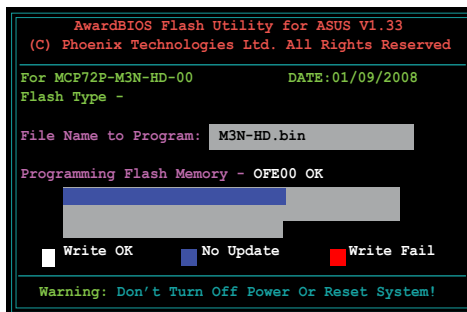 AwardBIOS Flash Utility for ASUS V1.33
(C) Phoenix Technologies Ltd. All Rights Reserved
For MCP72P-M3N-HD-00 DATE:01/09/2008
Flash Type -
File Name to Program: M3N-HD.bin
Programming Flash Memory - OFE00 OK
Write OK No Update Write Fail
Warning: Don't Turn Off Power Or Reset System!